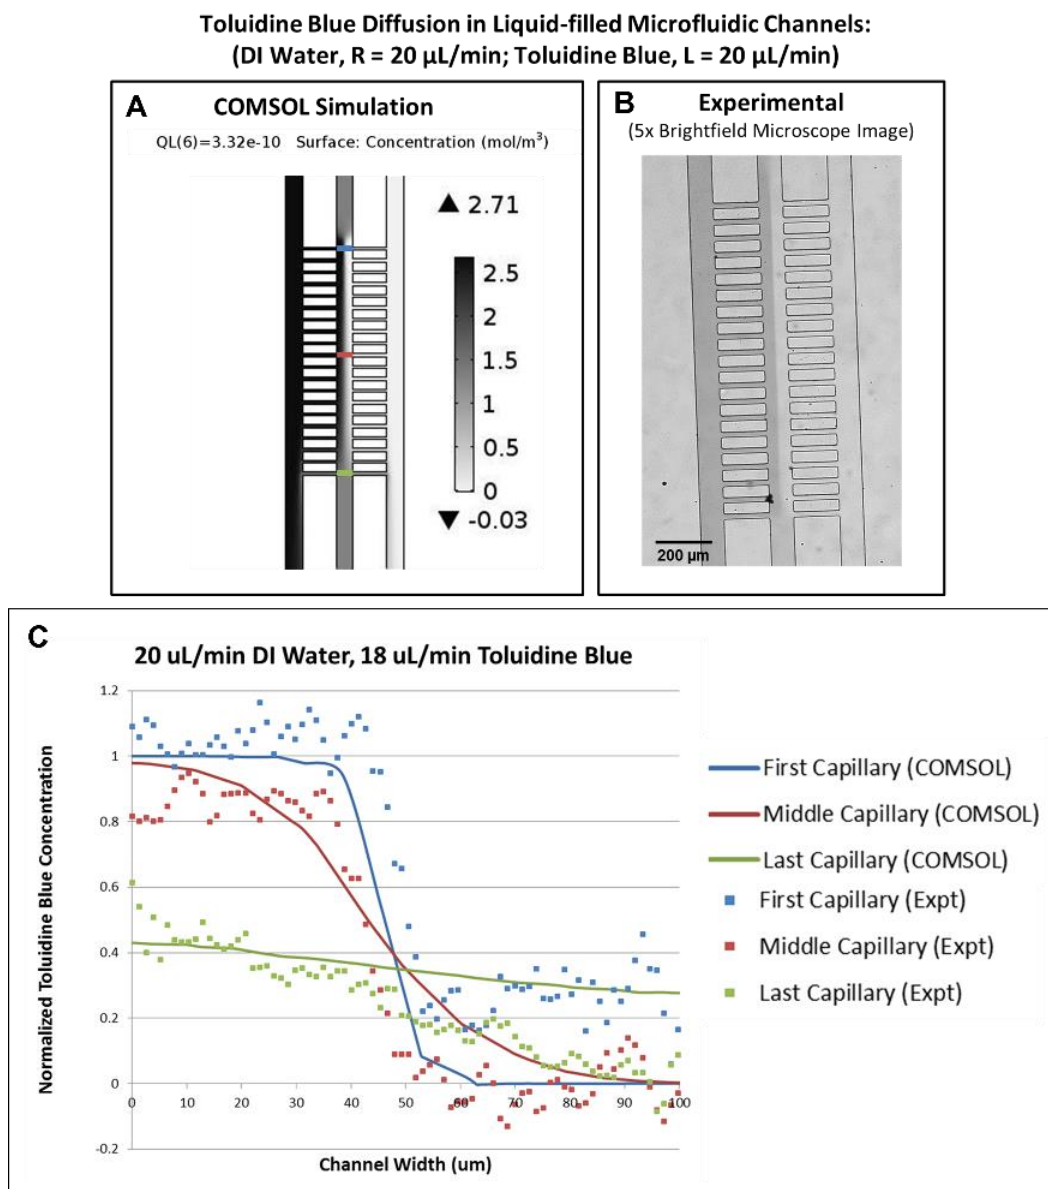 Toluidine Blue Diffusion in Liquid-filled Microfluidic Channels:
(DI Water, R = 20 µL/min; Toluidine Blue, L = 20 µL/min)
A
COMSOL Simulation
QL(6)=3.32e-10 Surface: Concentration (mol/m³)
▲ 2.71
2.5
2
1.5
1
0.5
0
▼ -0.03
B
Experimental
(5x Brightfield Microscope Image)
200 µm
C
20 uL/min DI Water, 18 uL/min Toluidine Blue
Normalized Toluidine Blue Concentration
1.2
1
0.8
0.6
0.4
0.2
0
-0.2
0 10 20 30 40 50 60 70 80 90 100
Channel Width (um)
First Capillary (COMSOL)
Middle Capillary (COMSOL)
Last Capillary (COMSOL)
First Capillary (Expt)
Middle Capillary (Expt)
Last Capillary (Expt)